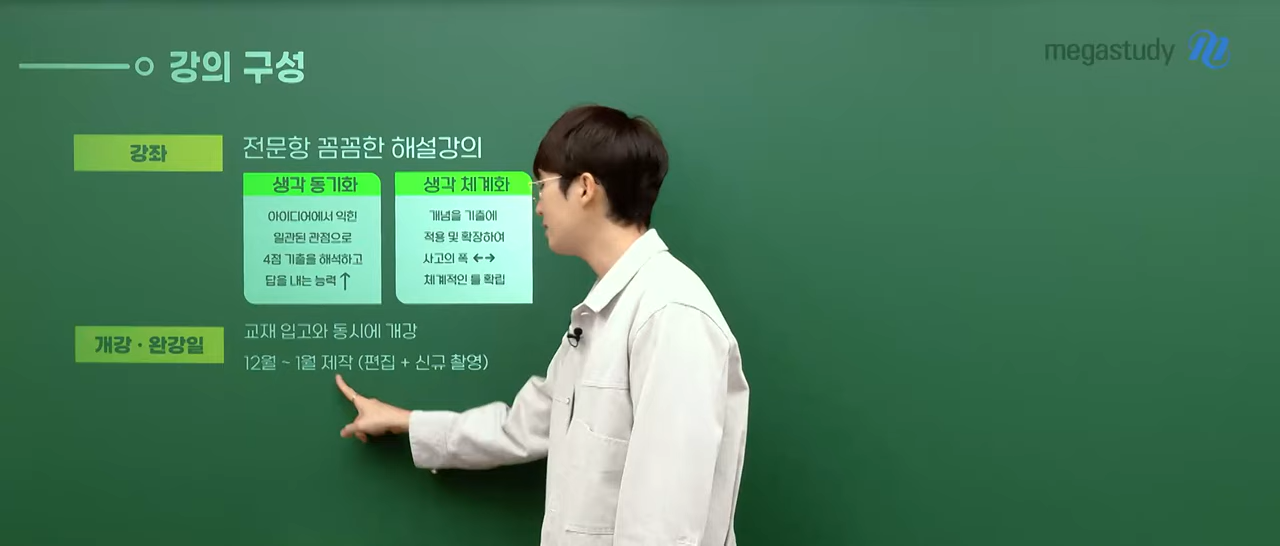 강의 구성
megastudy
강좌
전문항 꼼꼼한 해설강의
생각 동기화
아이디어에서 익힌
일관된 관점으로
4점 기출을 해석하고
답을 내는 능력 ↑
생각 체계화
개념을 기출에
적용 및 확장하여
사고의 폭 ↔
체계적인 틀 확립
개강 · 완강일
교재 입고와 동시에 개강
12월 ~ 1월 제작 (편집 + 신규 촬영)